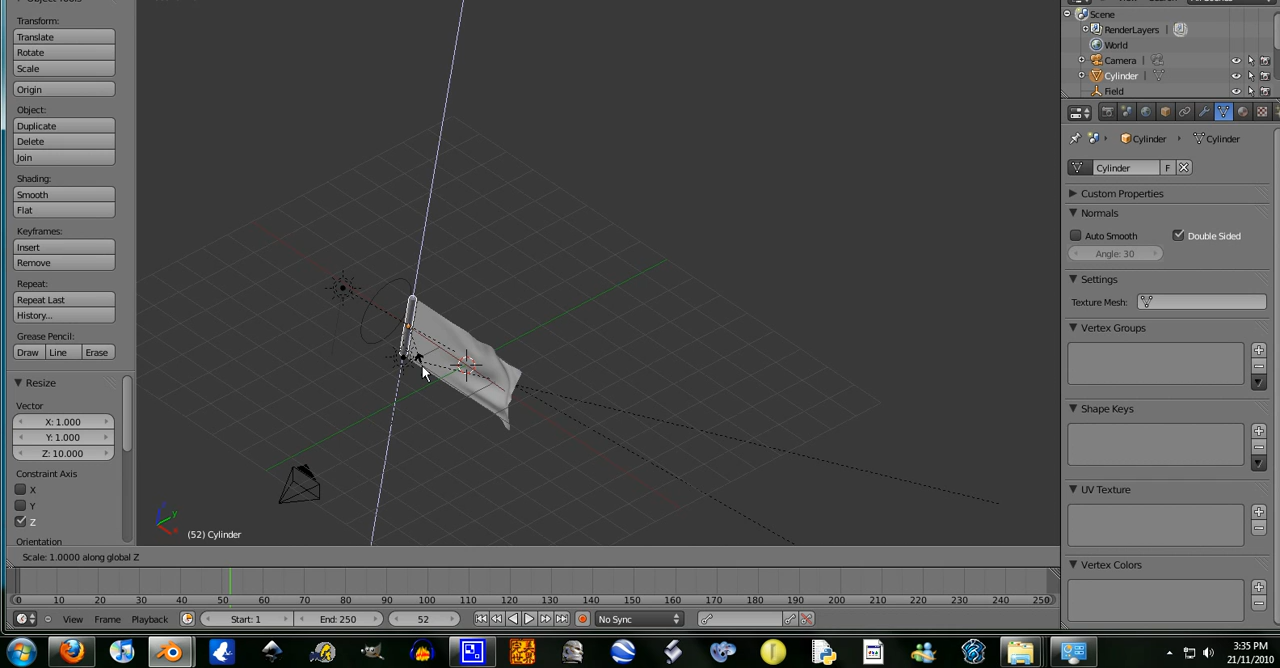 Object Tools
Transform:
Translate
Rotate
Scale
Origin
Object:
Duplicate
Delete
Join
Shading:
Smooth
Flat
Keyframes:
Insert
Remove
Repeat:
Repeat Last
History...
Grease Pencil:
Draw Line Erase
Resize
Vector
X: 1.000
Y: 1.000
Z: 10.000
Constraint Axis
X
Y
Z
Orientation
(52) Cylinder
Scale: 1.0000 along global Z
0 10 20 30 40 50 60 70 80 90 100 110 120 130 140 150 160 170 180 190 200 210 220 230 240 250
View Frame Playback Start: 1 End: 250 52 No Sync
Scene
RenderLayers
World
Camera
Cylinder
Field
Cylinder Cylinder
Cylinder F
Custom Properties
Normals
Auto Smooth Double Sided
Angle: 30
Settings
Texture Mesh:
Vertex Groups
Shape Keys
UV Texture
Vertex Colors
3:35 PM
21/11/2010